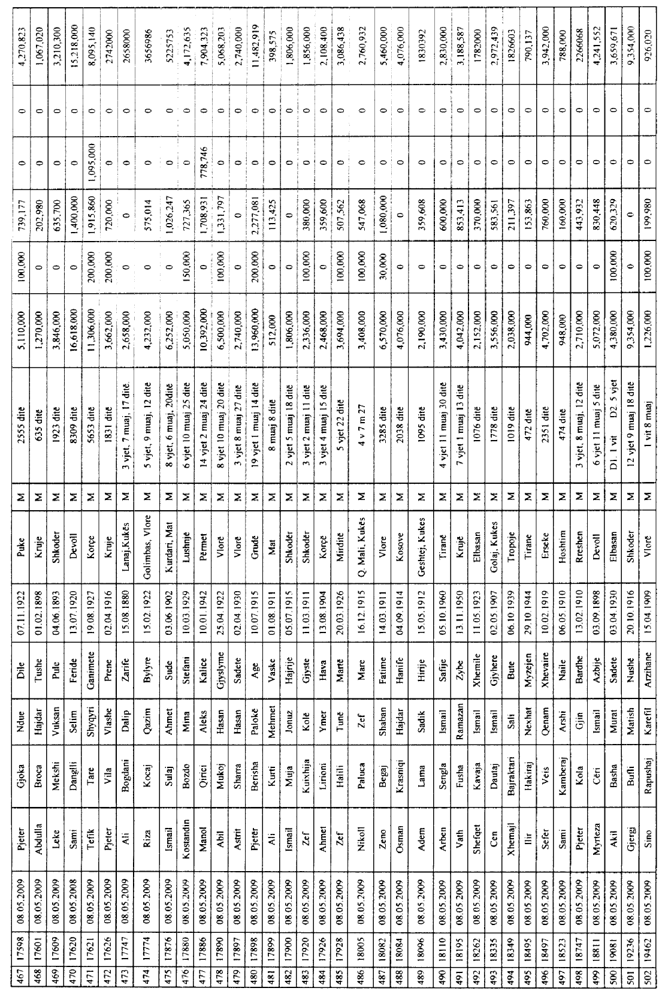 467 17598 08.05.2009 Pjeter Gjoka Ndue Dile 07.11.1922 Puke M 2555 ditë 5,110,000 100,000 739,177 0 0 4,270,823
468 17601 08.05.2009 Abdulla Broca Hajdar Tushe 01.02.1898 Kruje M 635 ditë 1,270,000 0 202,980 0 0 1,067,020
469 17609 08.05.2009 Leke Mekshi Vuksan Pule 04.06.1893 Shkoder M 1923 ditë 3,846,000 0 635,700 0 0 3,210,300
470 17620 08.05.2008 Sami Danglli Selim Feride 13.07.1920 Devoll M 8309 ditë 16,618,000 0 1,400,000 0 0 15,218,000
471 17621 08.05.2009 Tefik Tare Shyqyri Ganimete 19.08.1927 Korçe M 5653 ditë 11,306,000 200,000 1,915,860 1,095,000 0 8,095,140
472 17626 08.05.2009 Pjeter Vila Vlashe Prene 02.04.1916 Kruje M 1831 ditë 3,662,000 200,000 720,000 0 0 2742000
473 17747 08.05.2009 Ali Bogdani Dalip Zarife 15.08.1880 Lanaj,Kukës M 3 vjet, 7 muaj, 17 ditë. 2,658,000 0 0 0 0 2658000
474 17774 08.05.2009 Riza Kocaj Qazim Bylyre 15.02.1922 Golimbas, Vlore M 5 vjet, 9 muaj, 12 ditë 4,232,000 0 575,014 0 0 3656986
475 17876 08.05.2009 Ismail Sulaj Ahmet Sude 03.06.1902 Kurdari, Mat M 8 vjet, 6 muaj, 20ditë 6,252,000 0 1,026,247 0 0 5225753
476 17880 08.05.2009 Kostandin Bozdo Mina Stefani 10.03.1929 Lushnjë M 6 vjet 10 muaj 25 ditë 5,050,000 150,000 727,365 0 0 4,172,635
477 17886 08.05.2009 Manol Qirici Aleks Kalice 10.01.1942 Përmet M 14 vjet 2 muaj 24 ditë 10,392,000 0 1,708,931 778,746 0 7,904,323
478 17890 08.05.2009 Abil Mukoj Hasan Gjyslyme 25.04.1922 Vlorë M 8 vjet 10 muaj 20 ditë 6,500,000 100,000 1,331,797 0 0 5,068,203
479 17897 08.05.2009 Astrit Sharra Hasan Sadete 02.04.1930 Vlorë M 3 vjet 8 muaj 27 ditë 2,740,000 0 0 0 0 2,740,000
480 17898 08.05.2009 Pjetër Berisha Palokë Age 10.07.1915 Grudë M 19 vjet 1 muaj 14 ditë 13,960,000 200,000 2,277,081 0 0 11,482,919
481 17899 08.05.2009 Ali Kurti Mehmet Vaske 01.08.1911 Mat M 8 muaj 8 ditë 512,000 0 113,425 0 0 398,575
482 17900 08.05.2009 Ismail Muja Jonuz Hajrije 05.07.1915 Shkodër M 2 vjet 5 muaj 18 ditë 1,806,000 0 0 0 0 1,806,000
483 17920 08.05.2009 Zef Kuixhija Kolë Gjyste 11.03.1911 Shkodër M 3 vjet 2 muaj 11 ditë 2,336,000 100,000 380,000 0 0 1,856,000
484 17926 08.05.2009 Ahmet Lirioni Ymer Hava 13.08.1904 Korçë M 3 vjet 4 muaj 15 ditë 2,468,000 0 359,600 0 0 2,108,400
485 17928 08.05.2009 Zef Halili Tunë Martë 20.03.1926 Mirditë M 5 vjet 22 ditë 3,694,000 100,000 507,562 0 0 3,086,438
486 18005 08.05.2009 Nikoll Paluca Zef Mare 16.12.1915 Q. Mali, Kukës M 4 v 7 m 27 3,408,000 100,000 547,068 0 0 2,760,932
487 18082 08.05.2009 Zeno Begaj Shaban Fatime 14.03.1911 Vlore M 3285 ditë 6,570,000 30,000 1,080,000 0 0 5,460,000
488 18084 08.05.2009 Osman Krasmiqi Hajdar Hanife 04.09.1914 Kosove M 2038 ditë 4,076,000 0 0 0 0 4,076,000
489 18096 08.05.2009 Adem Lama Sadik Hirije 15.05.1912 Geshtej, Kukes M 1095 ditë 2,190,000 0 359,608 0 0 1830392
490 18110 08.05.2009 Arben Sengla Ismail Safije 05.10.1960 Tiranë M 4 vjet 11 muaj 30 ditë 3,430,000 0 600,000 0 0 2,830,000
491 18195 08.05.2009 Vath Fusha Ramazan Zybe 13.11.1950 Krujë M 7 vjet 1 muaj 13 ditë 4,042,000 0 853,413 0 0 3,188,587
492 18262 08.05.2009 Shefqet Kavaja Ismail Xhemile 11.05.1923 Elbasan M 1076 ditë 2,152,000 0 370,000 0 0 1782000
493 18335 08.05.2009 Cen Dautaj Ismail Gjyhere 02.05.1907 Golaj, Kukes M 1778 ditë 3,556,000 0 583,561 0 0 2,972,439
494 18349 08.05.2009 Xhemajl Bajraktari Sali Bute 06.10.1939 Tropoje M 1019 ditë 2,038,000 0 211,397 0 0 1826603
495 18495 08.05.2009 Ilir Hakiraj Nexhat Myzejen 29.10.1944 Tirane M 472 ditë 944,000 0 153,863 0 0 790,137
496 18497 08.05.2009 Sefer Veis Qenam Xhevaire 10.02.1919 Erseke M 2351 ditë 4,702,000 0 760,000 0 0 3,942,000
497 18523 08.05.2009 Sami Kamberaj Arshi Naile 06.05.1910 Hoshtim M 474 ditë 948,000 0 160,000 0 0 788,000
498 18747 08.05.2009 Pjeter Kola Gjin Bardhe 13.02.1910 Rreshen M 3 vjet, 8 muaj, 12 ditë 2,710,000 0 443,932 0 0 2266068
499 18811 08.05.2009 Myrteza Cëri Ismail Azbije 03.09.1898 Devoll M 6 vjet 11 muaj 5 ditë 5,072,000 0 830,448 0 0 4,241,552
500 19081 08.05.2009 Akil Basha Murat Sadete 03.04.1930 Elbasan M D1. 1 vit D2. 5 vjet 4,380,000 100,000 620,329 0 0 3,659,671
501 19236 08.05.2009 Gjergj Bufli Matish Nushë 20.10.1916 Shkoder M 12 vjet 9 muaj 18 ditë 9,354,000 0 0 0 0 9,354,000
502 19462 08.05.2009 Sino Rapushaj Karefil Arzihane 15.04.1909 Vlorë M 1 vit 8 muaj 1,226,000 100,000 199,980 0 0 926,020